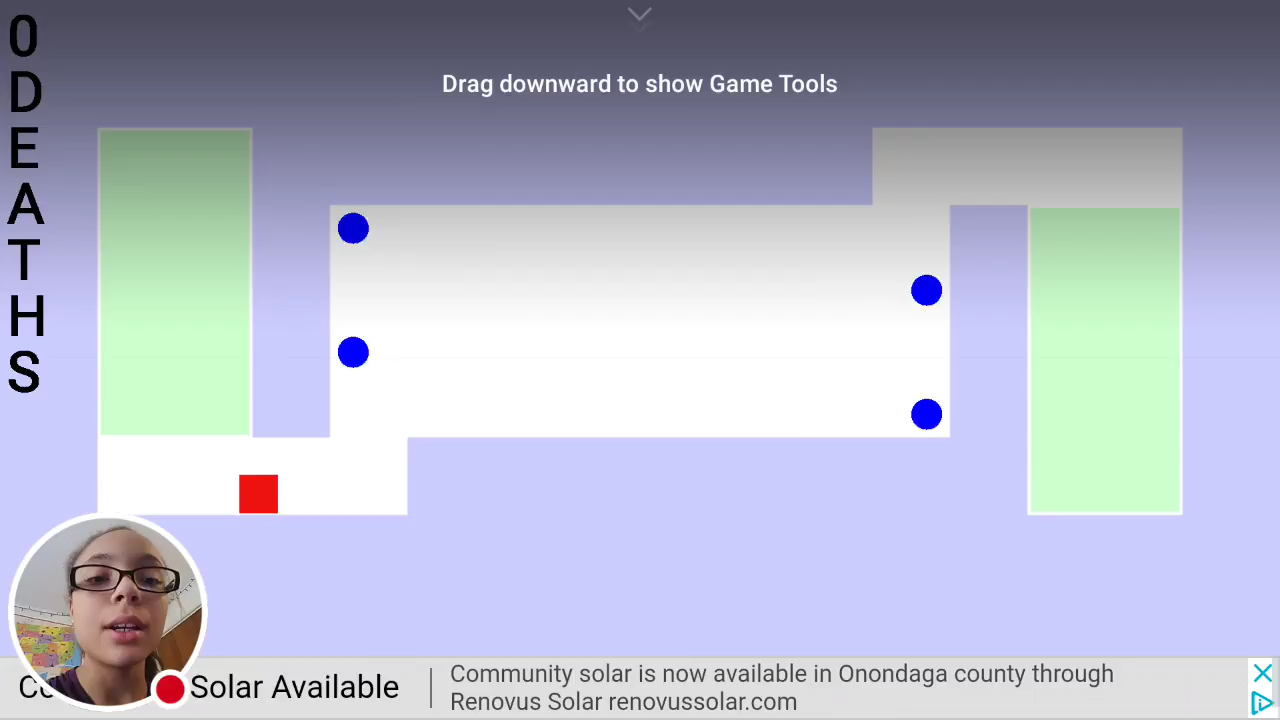 0
D
E
A
T
H
S
Drag downward to show Game Tools
Solar Available
Community solar is now available in Onondaga county through
Renovus Solar renovussolar.com